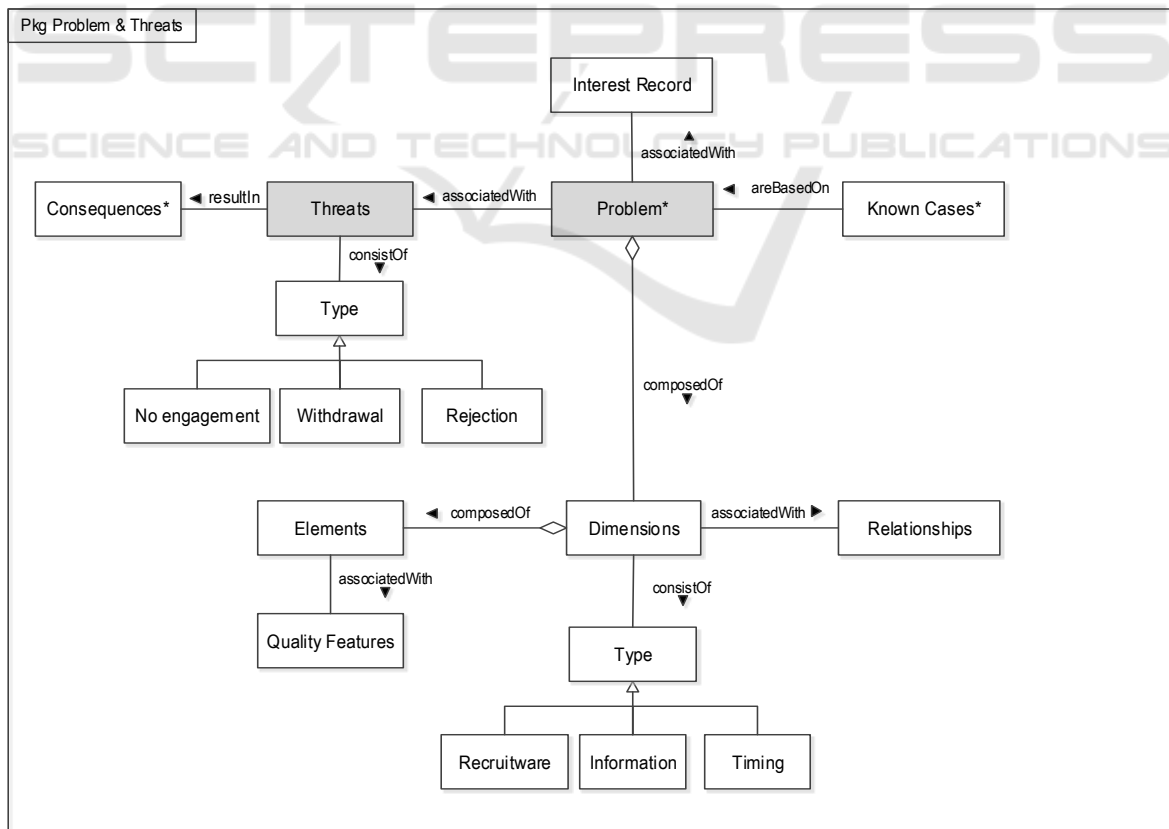 Pkg Problem & Threats
SCITEPRESS
SCIENCE AND TECHNOLOGY PUBLICATIONS
Interest Record
associatedWith
Consequences*
resultIn
Threats
associatedWith
Problem*
areBasedOn
Known Cases*
consistOf
Type
No engagement
Withdrawal
Rejection
composedOf
Elements
composedOf
Dimensions
associatedWith
Relationships
associatedWith
Quality Features
consistOf
Type
Recruitware
Information
Timing